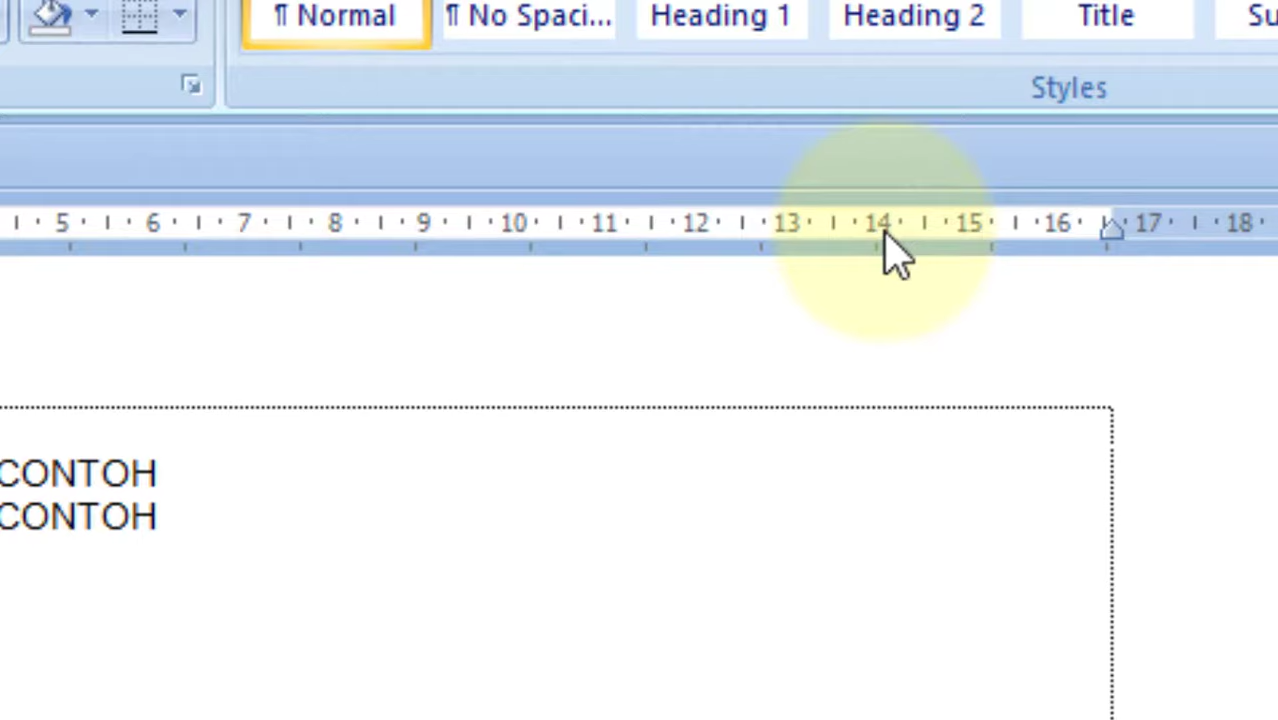 ¶ Normal ¶ No Spaci... Heading 1 Heading 2 Title Su
Styles
5 6 7 8 9 10 11 12 13 14 15 16 17 18
CONTOH
CONTOH